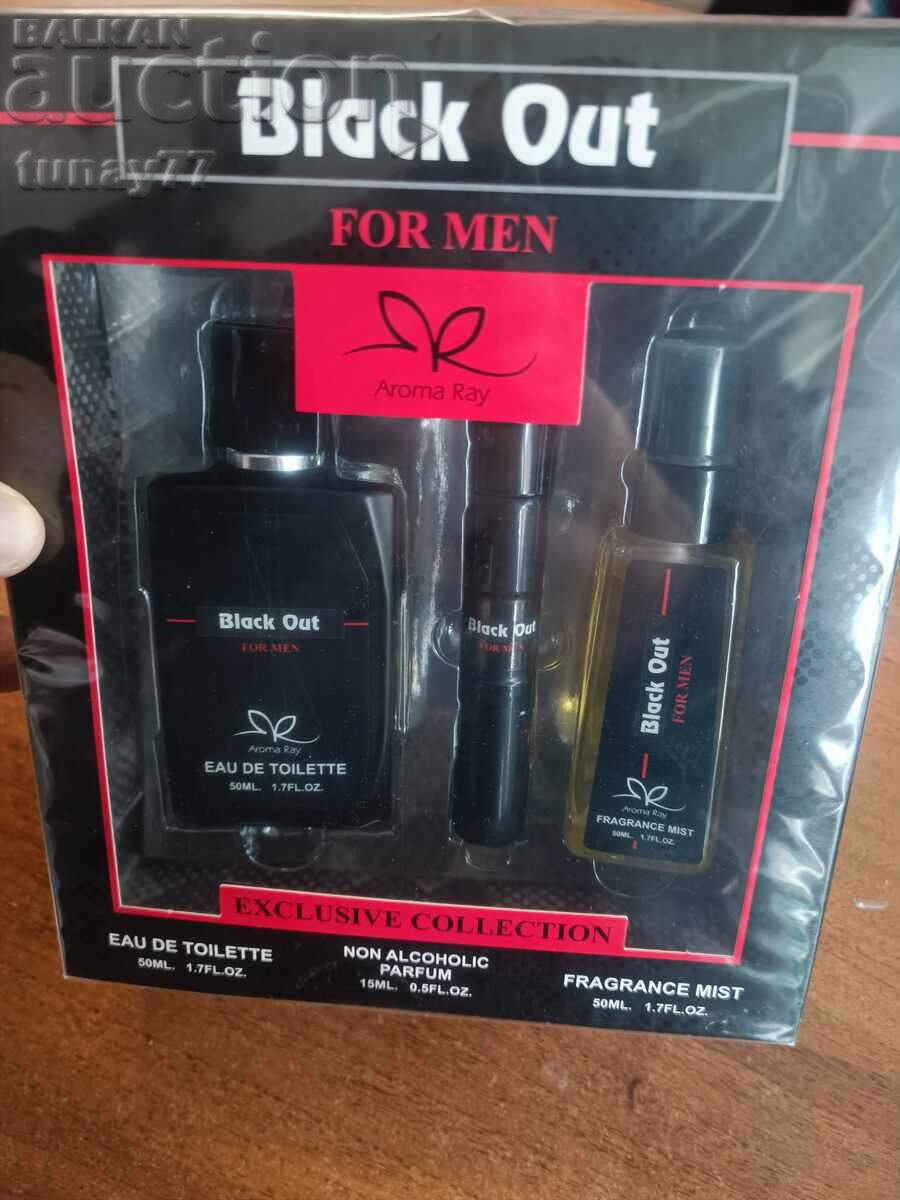 BALKAN
auction
tunay77
Black Out
FOR MEN
Aroma Ray
Black Out
FOR MEN
Aroma Ray
EAU DE TOILETTE
50ML. 1.7FL.OZ.
Black Out
FOR MEN
Black Out
FOR MEN
Aroma Ray
FRAGRANCE MIST
50ML. 1.7FL.OZ.
EXCLUSIVE COLLECTION
EAU DE TOILETTE
50ML. 1.7FL.OZ.
NON ALCOHOLIC
PARFUM
15ML. 0.5FL.OZ.
FRAGRANCE MIST
50ML. 1.7FL.OZ.